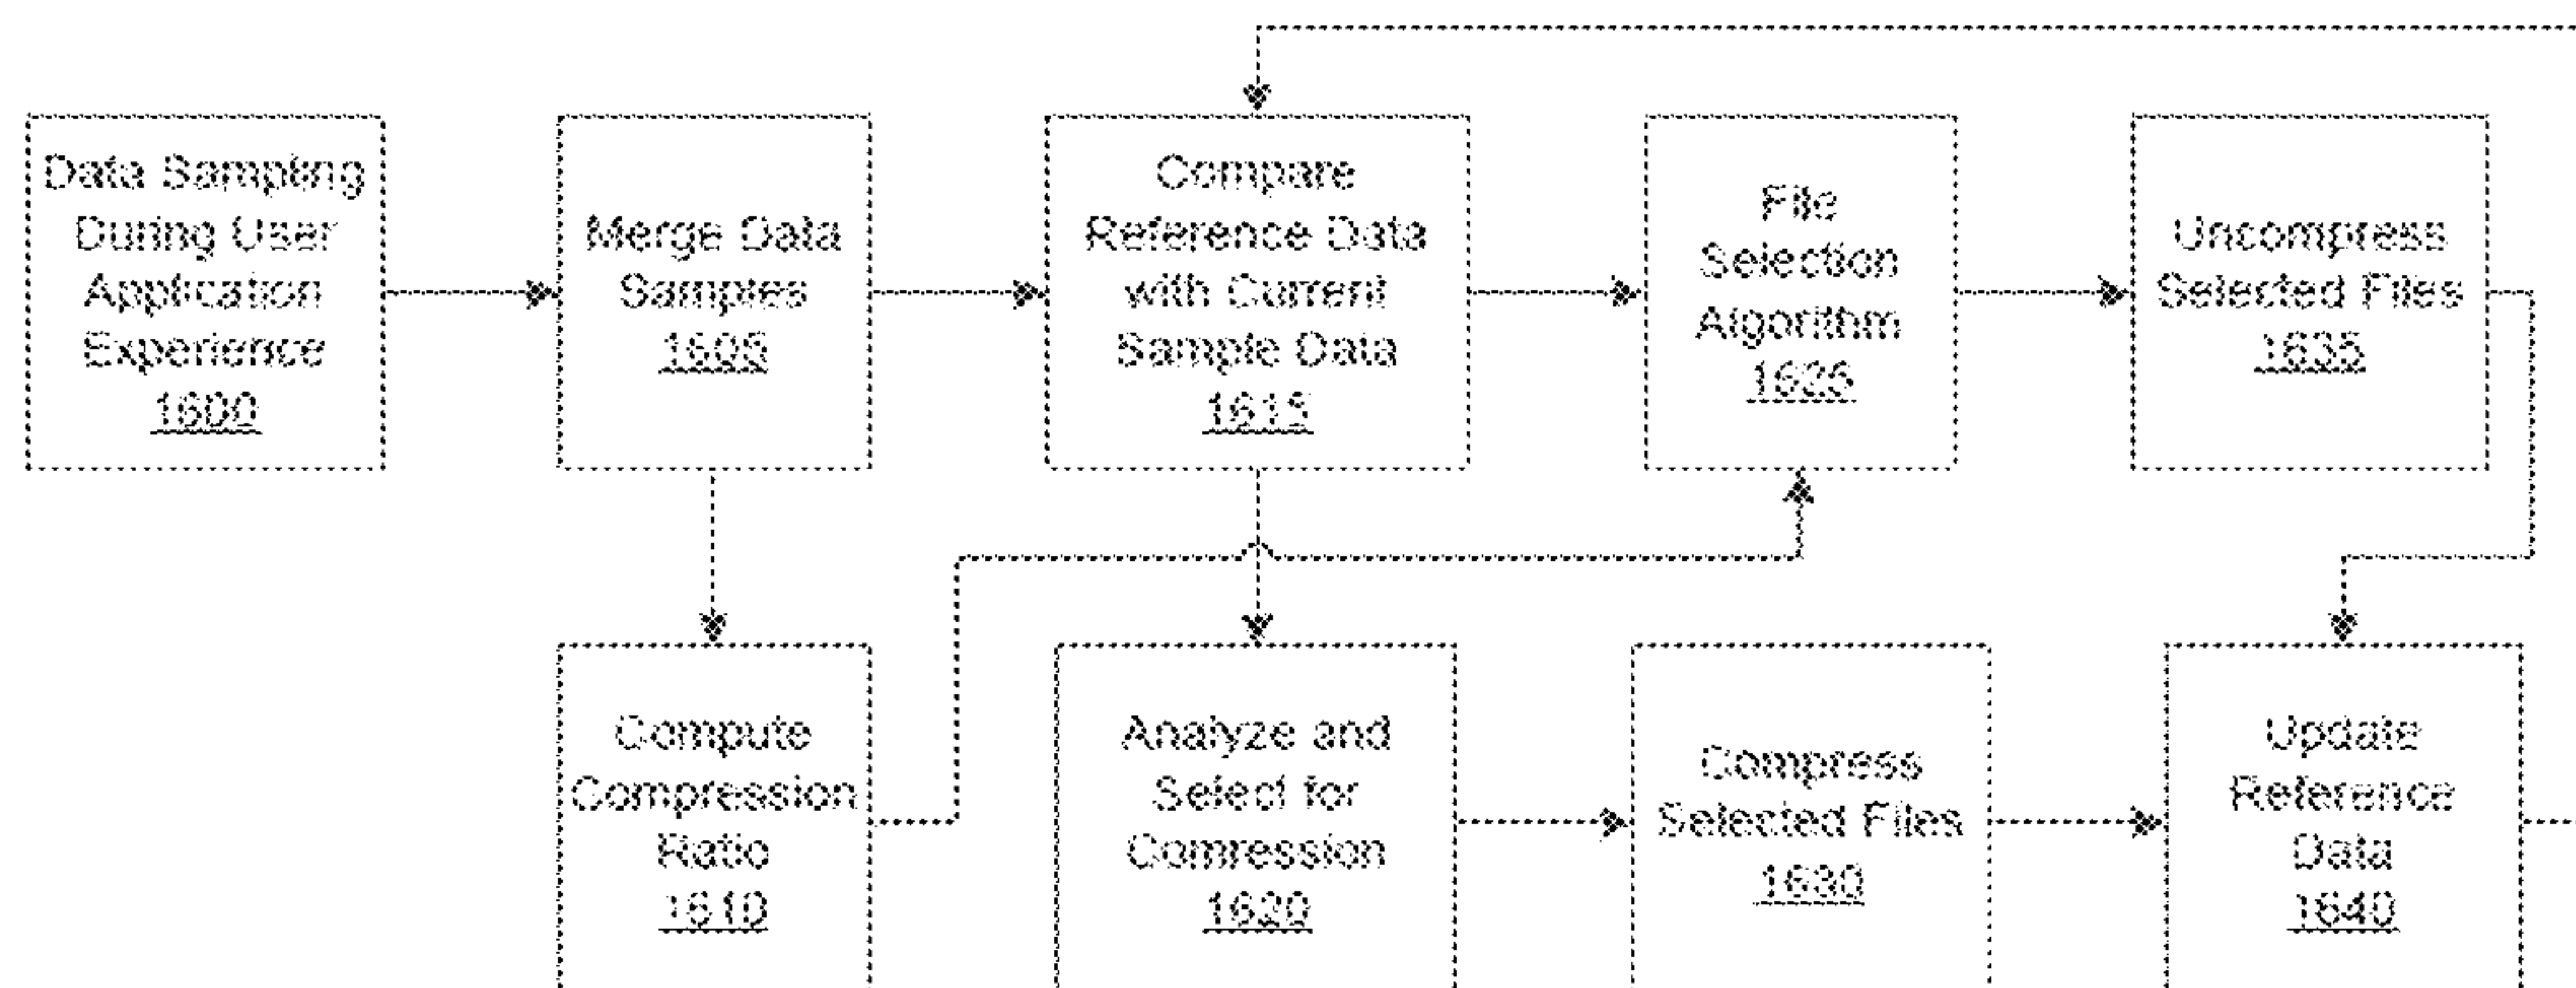 Data Sampling
During User
Application
Experience
1600
Merge Data
Samples
1605
Compare
Reference Data
with Current
Sample Data
1615
File
Selection
Algorithm
1625
Uncompress
Selected Files
1635
Compute
Compression
Ratio
1610
Analyze and
Select for
Comression
1620
Compress
Selected Files
1630
Update
Reference
Data
1640